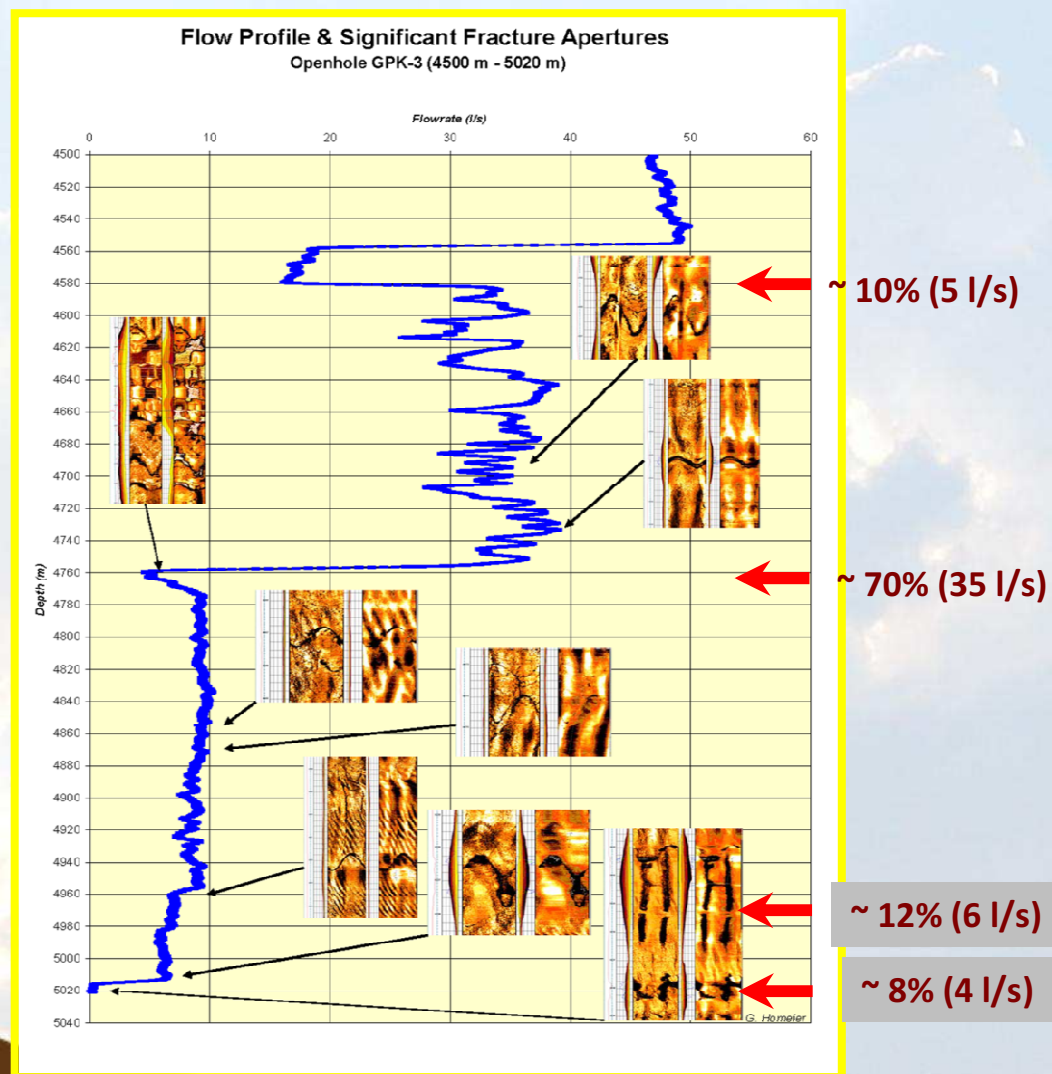 Flow Profile & Significant Fracture Apertures
Openhole GPK-3 (4500 m - 5020 m)
Flowrate (l/s)
0 10 20 30 40 50 60
Depth (m)
4500
4520
4540
4560
4580
4600
4620
4640
4660
4680
4700
4720
4740
4760
4780
4800
4820
4840
4860
4880
4900
4920
4940
4960
4980
5000
5020
5040
~ 10% (5 l/s)
~ 70% (35 l/s)
~ 12% (6 l/s)
~ 8% (4 l/s)
G. Homeier